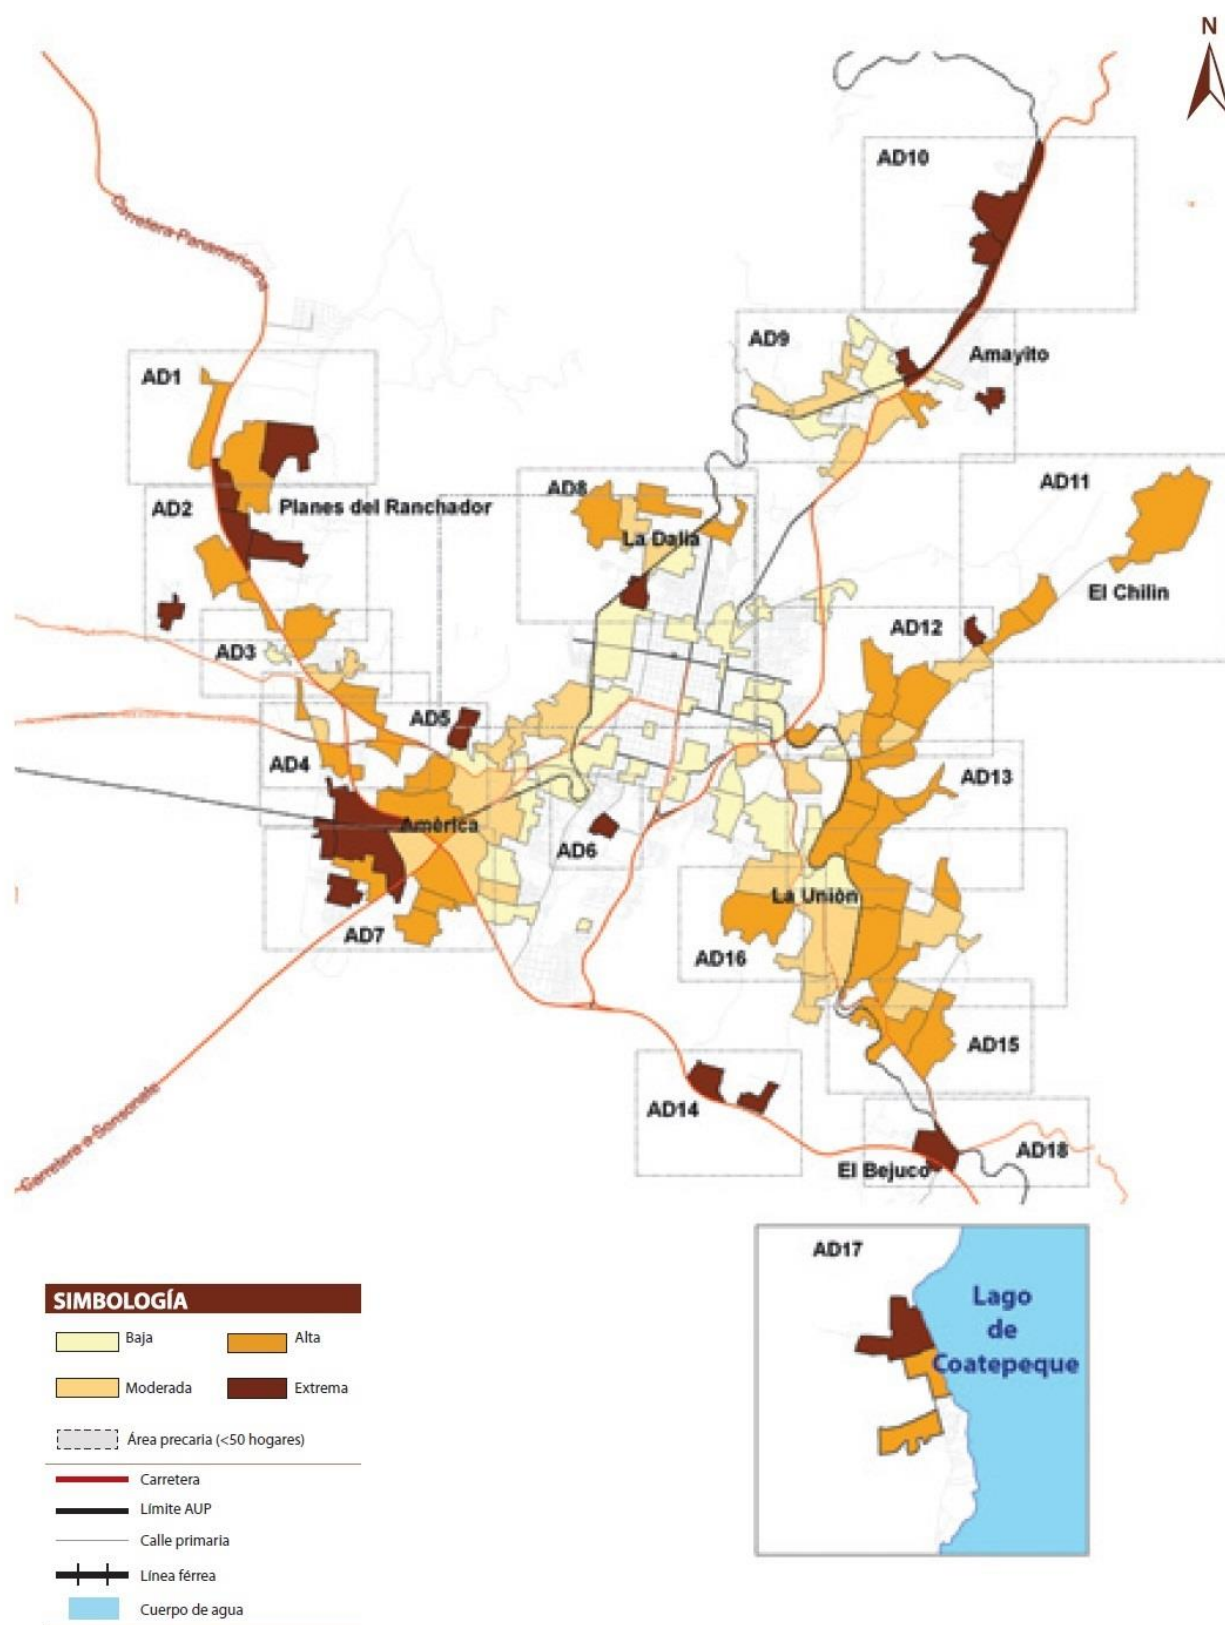 N
AD10
Carretera Panamericana
AD9
Amayito
AD1
AD11
AD8
AD2
Planes del Ranchador
La Dalia
El Chilin
AD12
AD3
AD5
AD4
AD13
América
AD6
La Unión
AD7
AD16
AD15
AD14
Carretera a Sonsonate
AD18
El Bejuco
AD17
Lago
de
Coatepeque
SIMBOLOGÍA
Baja
Alta
Moderada
Extrema
Área precaria (<50 hogares)
Carretera
Límite AUP
Calle primaria
Línea férrea
Cuerpo de agua